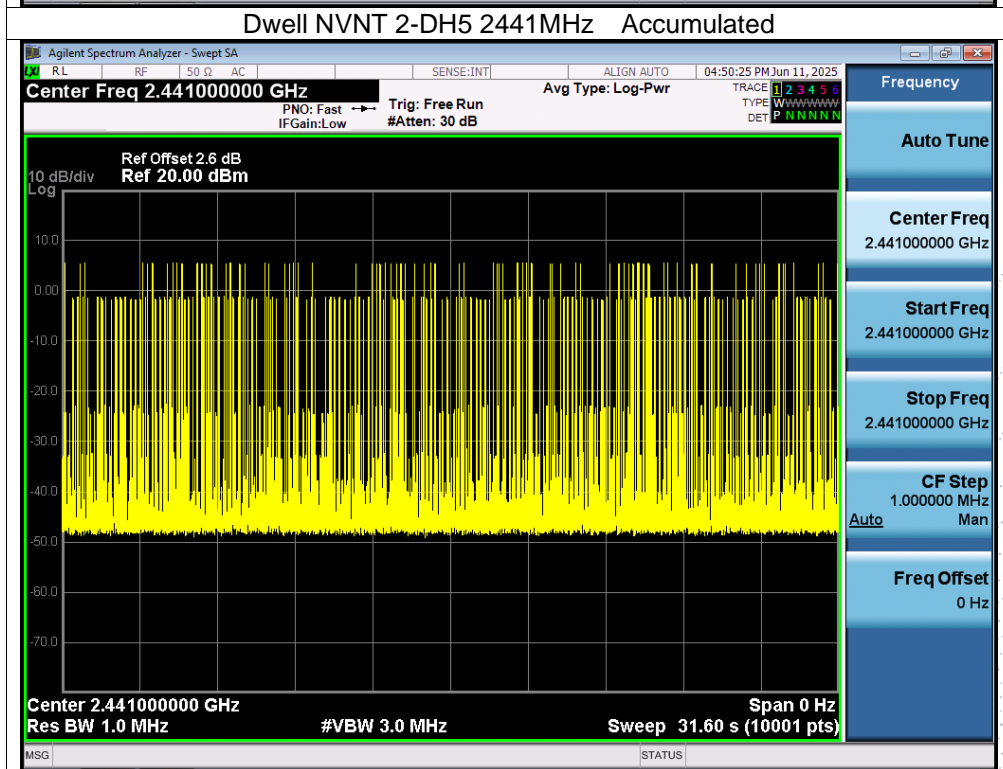 Dwell NVNT 2-DH5 2441MHz Accumulated
Agilent Spectrum Analyzer - Swept SA
LXI RL RF 50 Ω AC SENSE:INT ALIGN AUTO 04:50:25 PM Jun 11, 2025
Center Freq 2.441000000 GHz
PNO: Fast
IFGain:Low
Trig: Free Run
#Atten: 30 dB
Avg Type: Log-Pwr
TRACE 1 2 3 4 5 6
TYPE WWWWWW
DET P N N N N N
Frequency
Auto Tune
Center Freq
2.441000000 GHz
Start Freq
2.441000000 GHz
Stop Freq
2.441000000 GHz
CF Step
1.000000 MHz
Auto Man
Freq Offset
0 Hz
Ref Offset 2.6 dB
10 dB/div Ref 20.00 dBm
Log
10.0
0.00
-10.0
-20.0
-30.0
-40.0
-50.0
-60.0
-70.0
Center 2.441000000 GHz Span 0 Hz
Res BW 1.0 MHz #VBW 3.0 MHz Sweep 31.60 s (10001 pts)
MSG STATUS